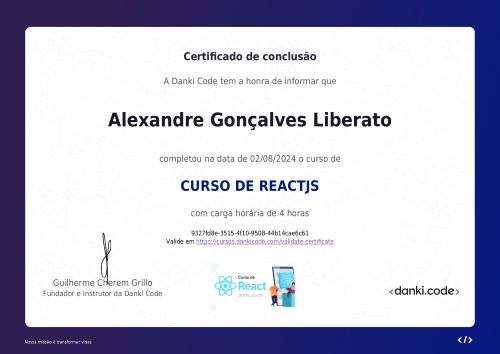 Certificado de conclusão
A Danki Code tem a honra de informar que
Alexandre Gonçalves Liberato
completou na data de 02/08/2024 o curso de
CURSO DE REACTJS
com carga horária de 4 horas
9327fd8e-3515-4f10-9508-44b14cae6c61
Valide em https://cursos.dankicode.com/validate-certificate
Guilherme Cherem Grillo
Fundador e Instrutor da Danki Code
Curso de
React
danki.code
<danki.code>
Nossa missão é transformar vidas
</>